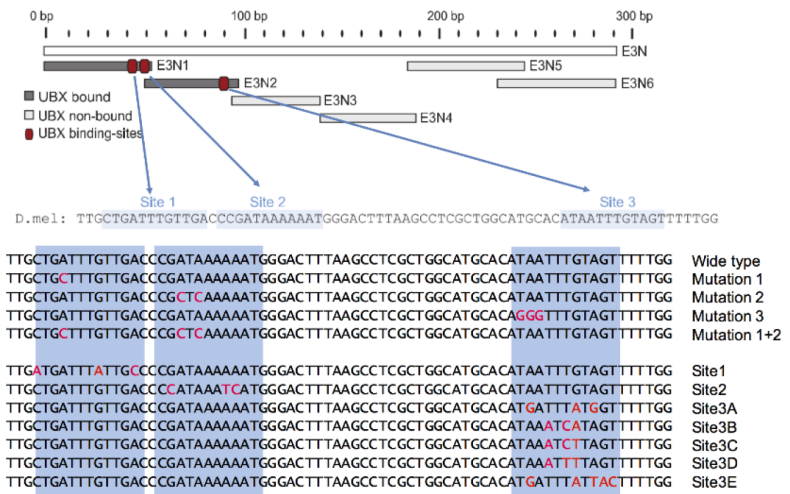 0 bp 100 bp 200 bp 300 bp
E3N
E3N1 E3N5
E3N2 E3N6
UBX bound
E3N3
UBX non-bound
E3N4
UBX binding-sites
Site 1 Site 2 Site 3
D.mel: TTGCTGATTTGTTGACCCGATAAAAAATGGGACTTTAAGCCTCGCTGGCATGCACATAATTTGTAGTTTTTGG
TTGCTGATTTGTTGACCCGATAAAAAATGGGACTTTAAGCCTCGCTGGCATGCACATAATTTGTAGTTTTTGG Wide type
TTGCTGCTTTGTTGACCCGATAAAAAATGGGACTTTAAGCCTCGCTGGCATGCACATAATTTGTAGTTTTTGG Mutation 1
TTGCTGATTTGTTGACCCGCTCAAAAATGGGACTTTAAGCCTCGCTGGCATGCACATAATTTGTAGTTTTTGG Mutation 2
TTGCTGATTTGTTGACCCGATAAAAAATGGGACTTTAAGCCTCGCTGGCATGCACAGGGTTTGTAGTTTTTGG Mutation 3
TTGCTGCTTTGTTGACCCGCTCAAAAATGGGACTTTAAGCCTCGCTGGCATGCACATAATTTGTAGTTTTTGG Mutation 1+2
TTGATGATTTATTGCCCCGATAAAAAATGGGACTTTAAGCCTCGCTGGCATGCACATAATTTGTAGTTTTTGG Site1
TTGCTGATTTGTTGACCCCATAAATCATGGGACTTTAAGCCTCGCTGGCATGCACATAATTTGTAGTTTTTGG Site2
TTGCTGATTTGTTGACCCGATAAAAAATGGGACTTTAAGCCTCGCTGGCATGCACATGATTTATGGTTTTTGG Site3A
TTGCTGATTTGTTGACCCGATAAAAAATGGGACTTTAAGCCTCGCTGGCATGCACATAAATCATAGTTTTTGG Site3B
TTGCTGATTTGTTGACCCGATAAAAAATGGGACTTTAAGCCTCGCTGGCATGCACATAAATCTTAGTTTTTGG Site3C
TTGCTGATTTGTTGACCCGATAAAAAATGGGACTTTAAGCCTCGCTGGCATGCACATAAATTTTAGTTTTTGG Site3D
TTGCTGATTTGTTGACCCGATAAAAAATGGGACTTTAAGCCTCGCTGGCATGCACATGATTTATTACTTTTGG Site3E